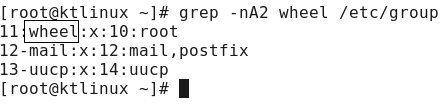 [root@ktlinux ~]# grep -nA2 wheel /etc/group
11:wheel:x:10:root
12-mail:x:12:mail,postfix
13-uucp:x:14:uucp
[root@ktlinux ~]#